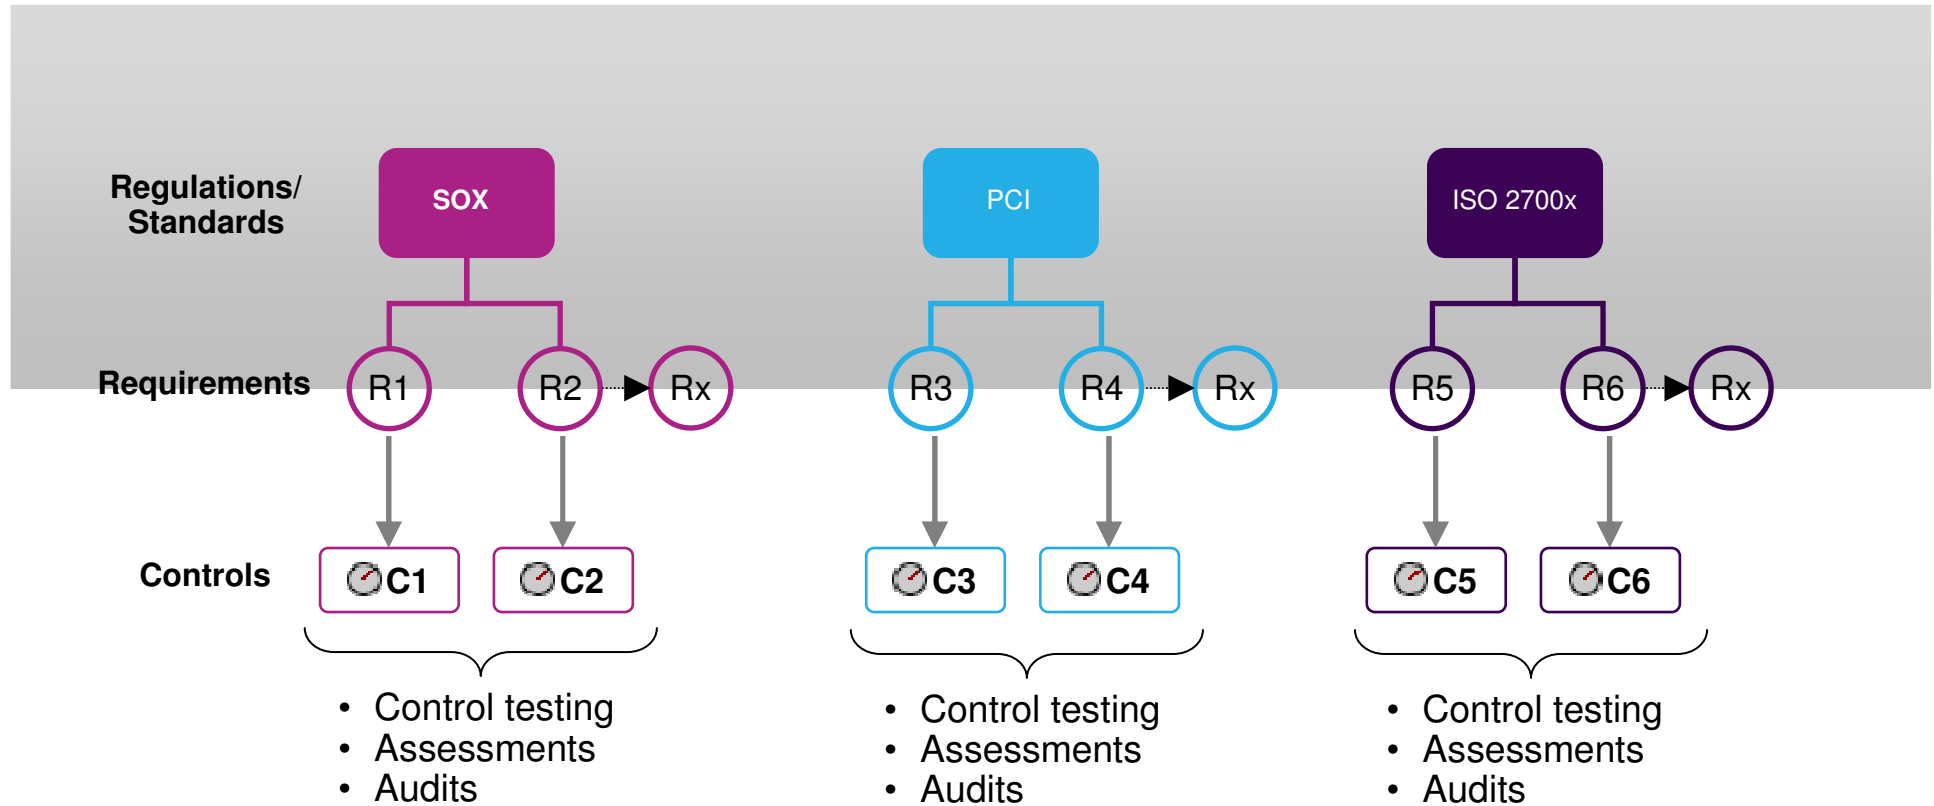 Regulations/
Standards
SOX
PCI
ISO 2700x
Requirements
R1
R2
Rx
R3
R4
Rx
R5
R6
Rx
Controls
C1
C2
C3
C4
C5
C6
• Control testing
• Assessments
• Audits
• Control testing
• Assessments
• Audits
• Control testing
• Assessments
• Audits